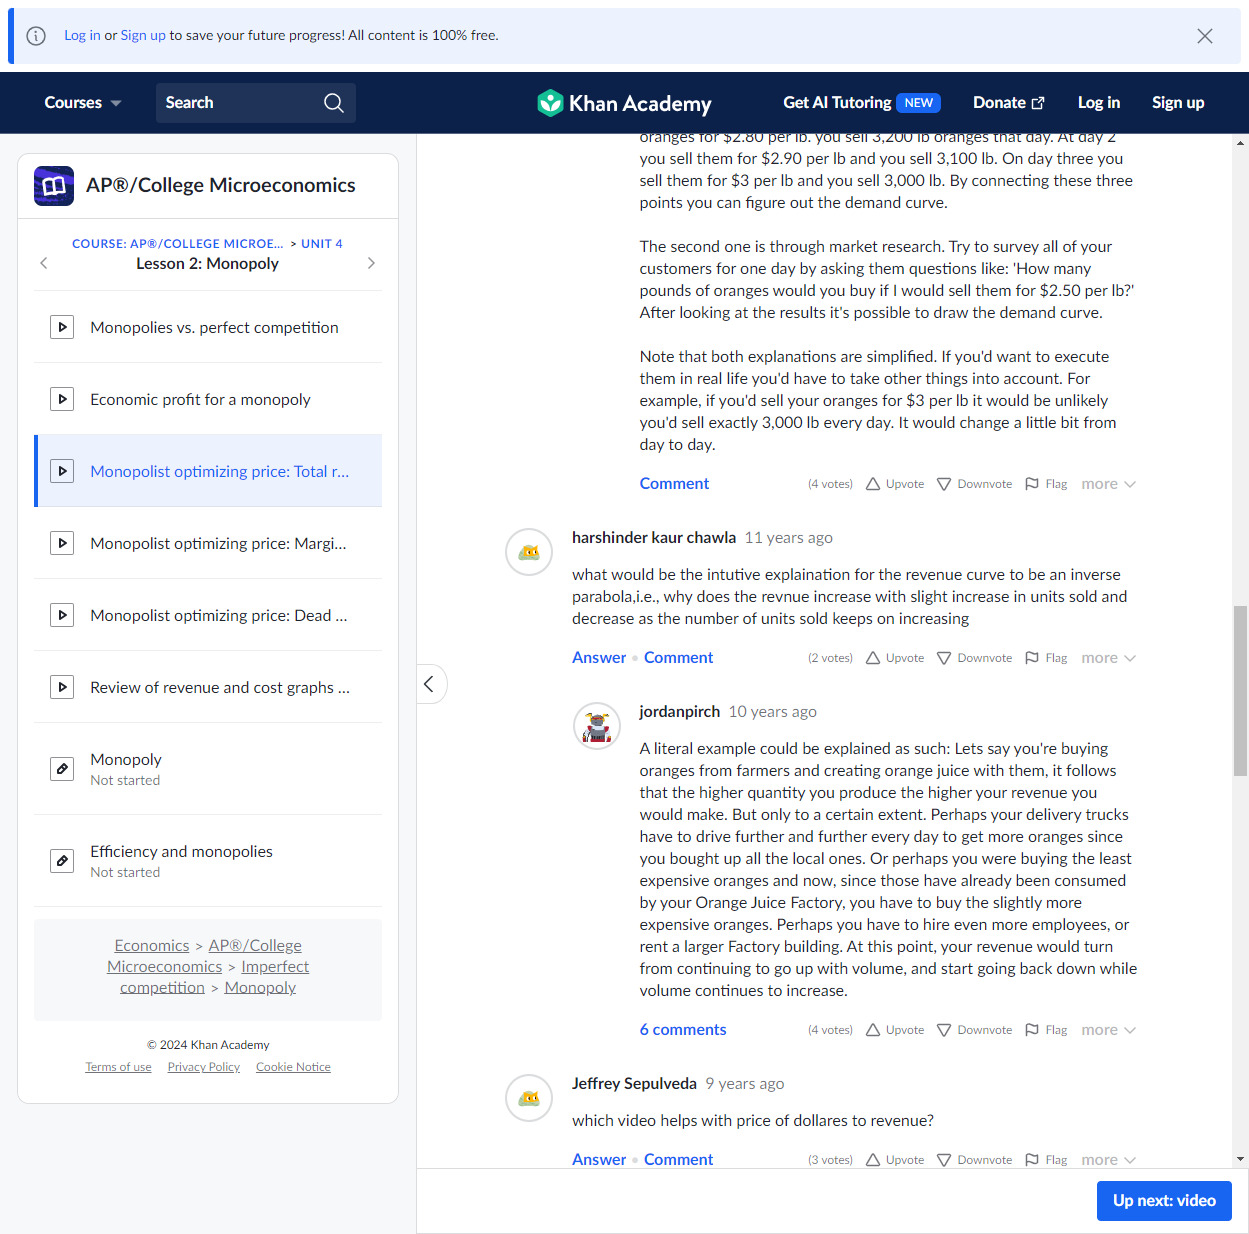 Log in or Sign up to save your future progress! All content is 100% free.
Courses
Search
Khan Academy
Get AI Tutoring NEW
Donate
Log in
Sign up
AP®/College Microeconomics
COURSE: AP®/COLLEGE MICROE... > UNIT 4
Lesson 2: Monopoly
Monopolies vs. perfect competition
Economic profit for a monopoly
Monopolist optimizing price: Total r...
Monopolist optimizing price: Margi...
Monopolist optimizing price: Dead ...
Review of revenue and cost graphs ...
Monopoly
Not started
Efficiency and monopolies
Not started
Economics > AP®/College
Microeconomics > Imperfect
competition > Monopoly
© 2024 Khan Academy
Terms of use Privacy Policy Cookie Notice
oranges for $2.80 per lb. you sell 3,200 lb oranges that day. At day 2
you sell them for $2.90 per lb and you sell 3,100 lb. On day three you
sell them for $3 per lb and you sell 3,000 lb. By connecting these three
points you can figure out the demand curve.
The second one is through market research. Try to survey all of your
customers for one day by asking them questions like: 'How many
pounds of oranges would you buy if I would sell them for $2.50 per lb?'
After looking at the results it's possible to draw the demand curve.
Note that both explanations are simplified. If you'd want to execute
them in real life you'd have to take other things into account. For
example, if you'd sell your oranges for $3 per lb it would be unlikely
you'd sell exactly 3,000 lb every day. It would change a little bit from
day to day.
Comment (4 votes) Upvote Downvote Flag more
harshinder kaur chawla 11 years ago
what would be the intutive explaination for the revenue curve to be an inverse
parabola,i.e., why does the revnue increase with slight increase in units sold and
decrease as the number of units sold keeps on increasing
Answer • Comment (2 votes) Upvote Downvote Flag more
jordanpirch 10 years ago
A literal example could be explained as such: Lets say you're buying
oranges from farmers and creating orange juice with them, it follows
that the higher quantity you produce the higher your revenue you
would make. But only to a certain extent. Perhaps your delivery trucks
have to drive further and further every day to get more oranges since
you bought up all the local ones. Or perhaps you were buying the least
expensive oranges and now, since those have already been consumed
by your Orange Juice Factory, you have to buy the slightly more
expensive oranges. Perhaps you have to hire even more employees, or
rent a larger Factory building. At this point, your revenue would turn
from continuing to go up with volume, and start going back down while
volume continues to increase.
6 comments (4 votes) Upvote Downvote Flag more
Jeffrey Sepulveda 9 years ago
which video helps with price of dollares to revenue?
Answer • Comment (3 votes) Upvote Downvote Flag more
Up next: video